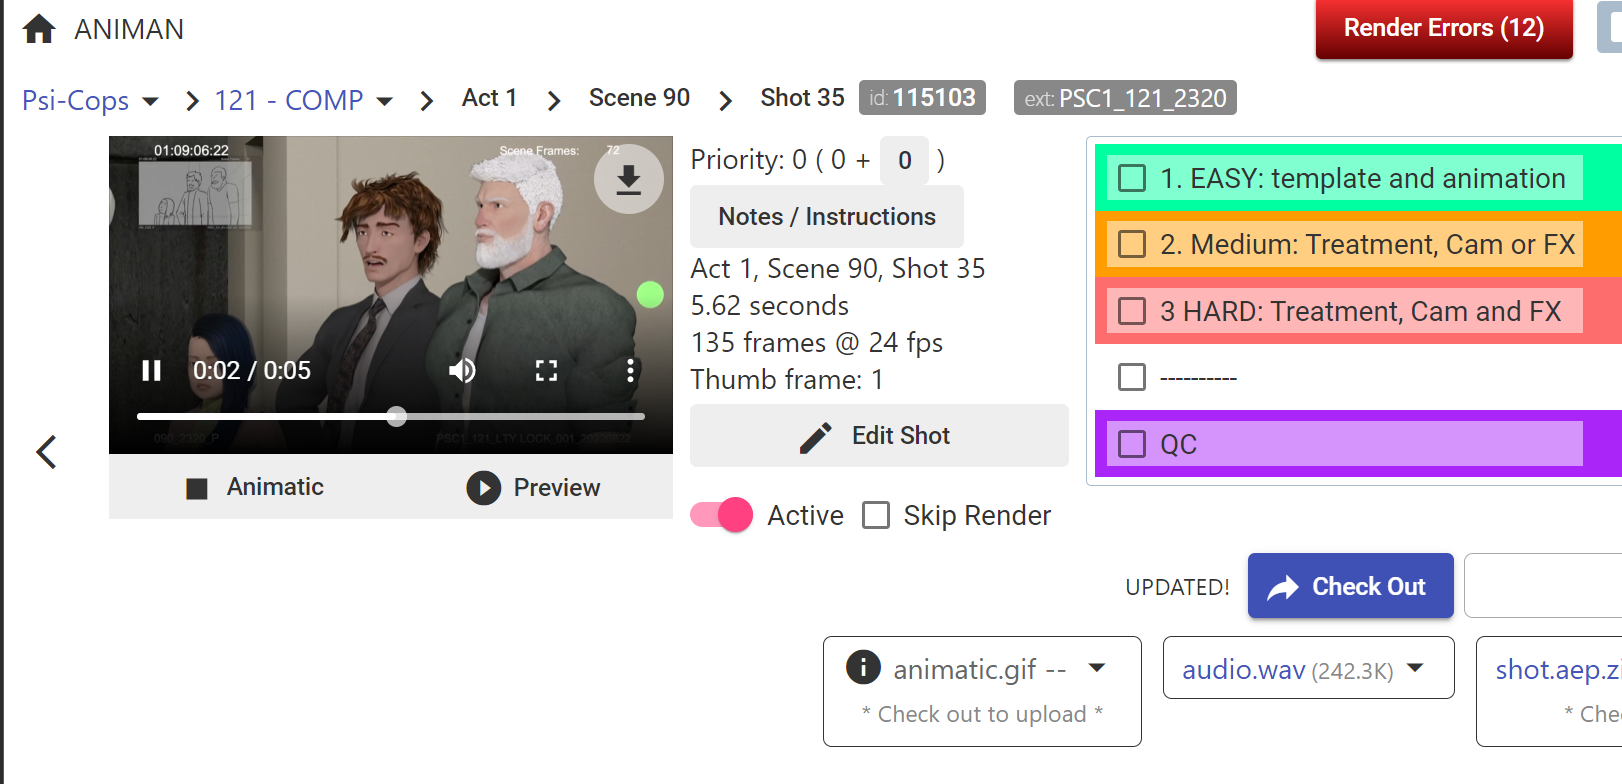 ANIMAN
Render Errors (12)
Psi-Cops
121 - COMP
Act 1
Scene 90
Shot 35
id: 115103
ext: PSC1_121_2320
01:09:06:22
Scene Frames: 72
0:02 / 0:05
090_2320_P
PSC1_121_LTY.LOCK_001_20220622
Animatic
Preview
Priority: 0 ( 0 + 0 )
Notes / Instructions
Act 1, Scene 90, Shot 35
5.62 seconds
135 frames @ 24 fps
Thumb frame: 1
Edit Shot
Active
Skip Render
1. EASY: template and animation
2. Medium: Treatment, Cam or FX
3 HARD: Treatment, Cam and FX
----------
QC
UPDATED!
Check Out
animatic.gif --
* Check out to upload *
audio.wav (242.3K)
shot.aep.zi
* Che